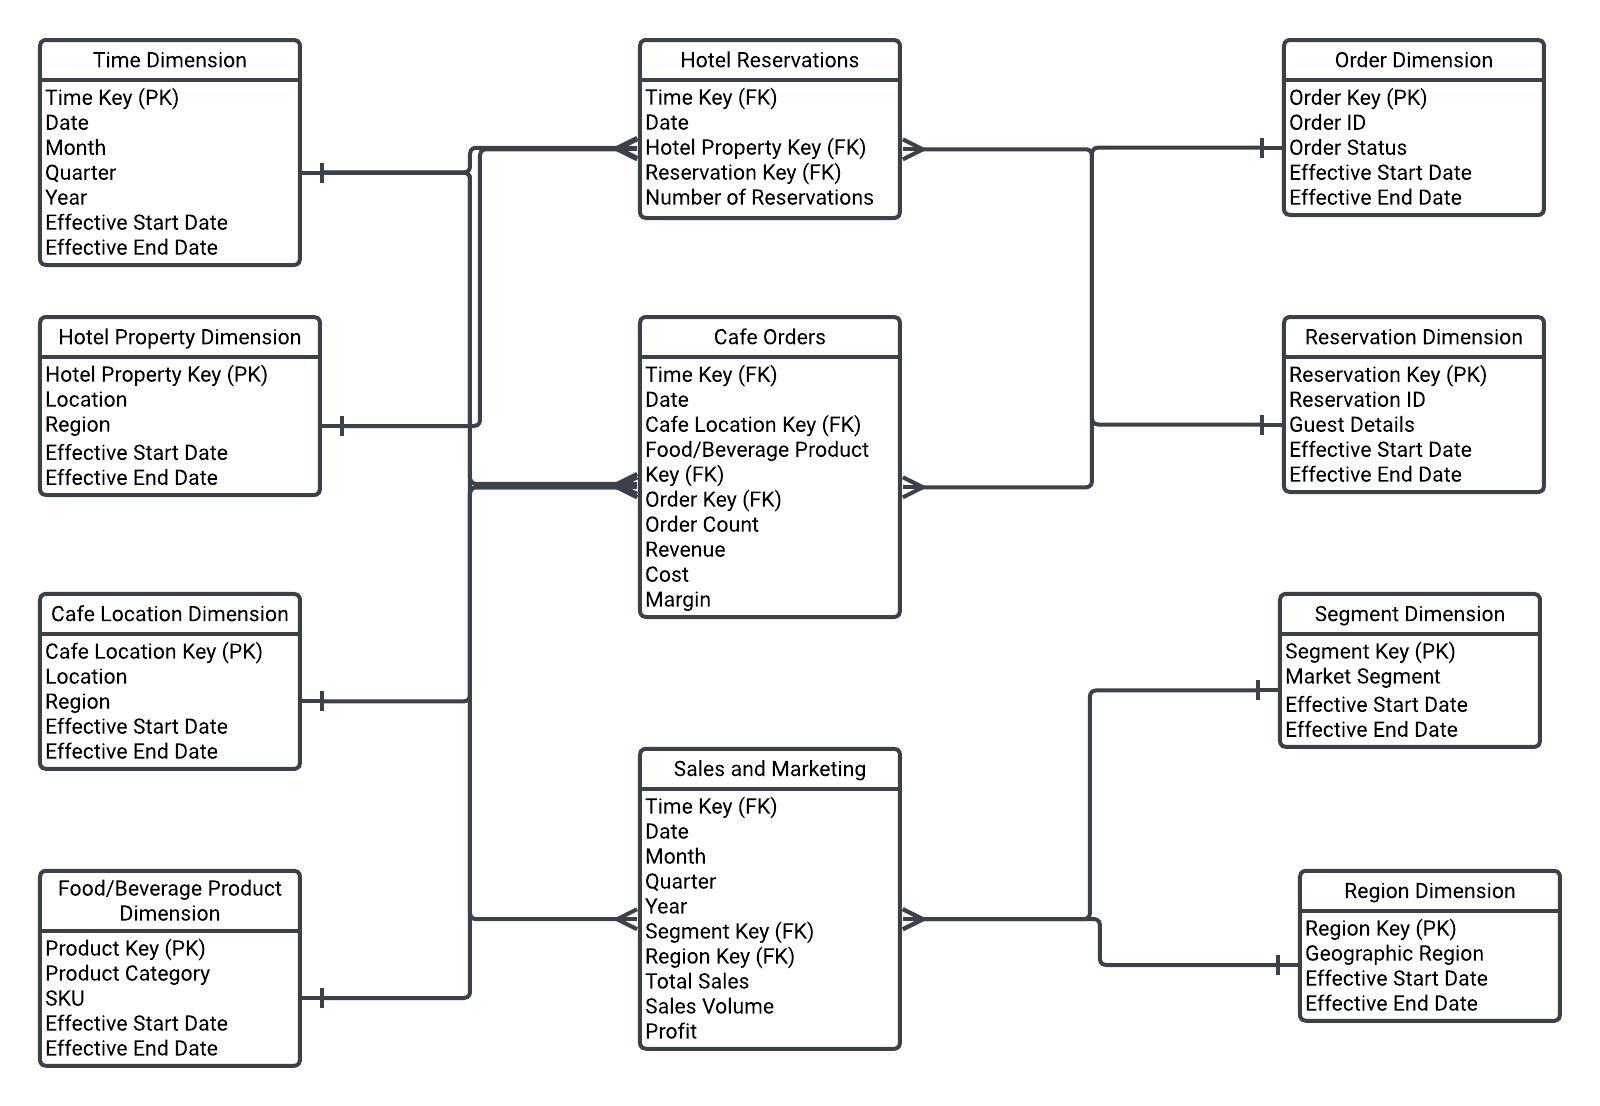 Time Dimension
Time Key (PK)
Date
Month
Quarter
Year
Effective Start Date
Effective End Date
Hotel Property Dimension
Hotel Property Key (PK)
Location
Region
Effective Start Date
Effective End Date
Cafe Location Dimension
Cafe Location Key (PK)
Location
Region
Effective Start Date
Effective End Date
Food/Beverage Product
Dimension
Product Key (PK)
Product Category
SKU
Effective Start Date
Effective End Date
Hotel Reservations
Time Key (FK)
Date
Hotel Property Key (FK)
Reservation Key (FK)
Number of Reservations
Cafe Orders
Time Key (FK)
Date
Cafe Location Key (FK)
Food/Beverage Product
Key (FK)
Order Key (FK)
Order Count
Revenue
Cost
Margin
Sales and Marketing
Time Key (FK)
Date
Month
Quarter
Year
Segment Key (FK)
Region Key (FK)
Total Sales
Sales Volume
Profit
Order Dimension
Order Key (PK)
Order ID
Order Status
Effective Start Date
Effective End Date
Reservation Dimension
Reservation Key (PK)
Reservation ID
Guest Details
Effective Start Date
Effective End Date
Segment Dimension
Segment Key (PK)
Market Segment
Effective Start Date
Effective End Date
Region Dimension
Region Key (PK)
Geographic Region
Effective Start Date
Effective End Date